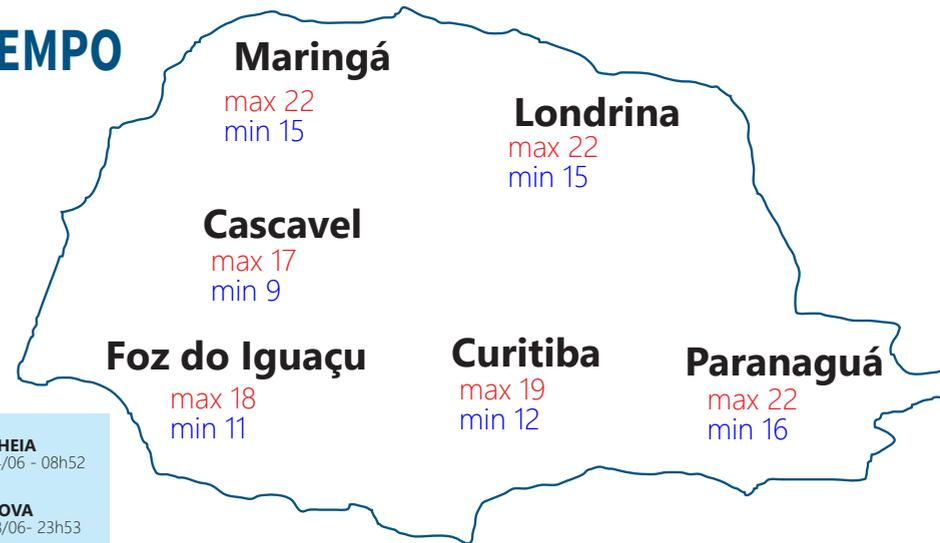 EMPO
Maringá
max 22
min 15
Londrina
max 22
min 15
Cascavel
max 17
min 9
Foz do Iguaçu
max 18
min 11
Curitiba
max 19
min 12
Paranaguá
max 22
min 16
HEIA
/06 - 08h52
OVA
/06- 23h53